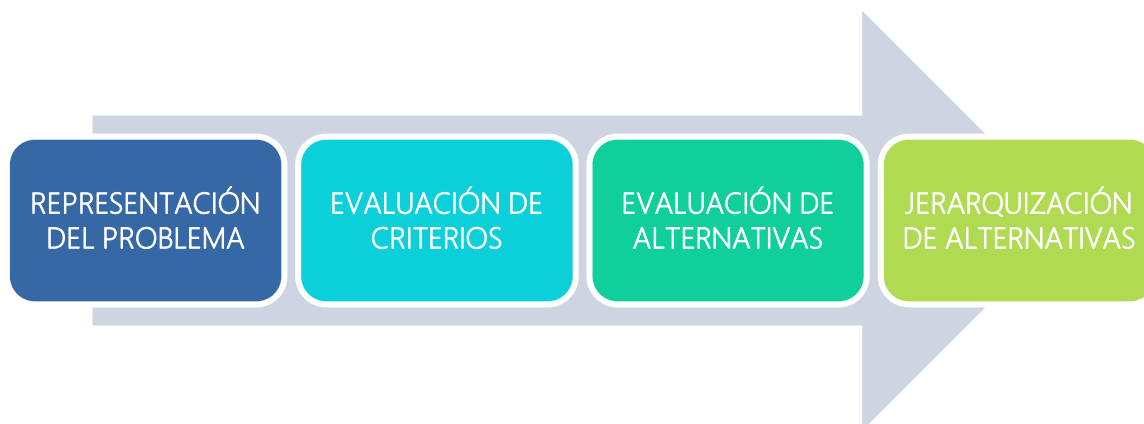 REPRESENTACIÓN
DEL PROBLEMA
EVALUACIÓN DE
CRITERIOS
EVALUACIÓN DE
ALTERNATIVAS
JERARQUIZACIÓN
DE ALTERNATIVAS